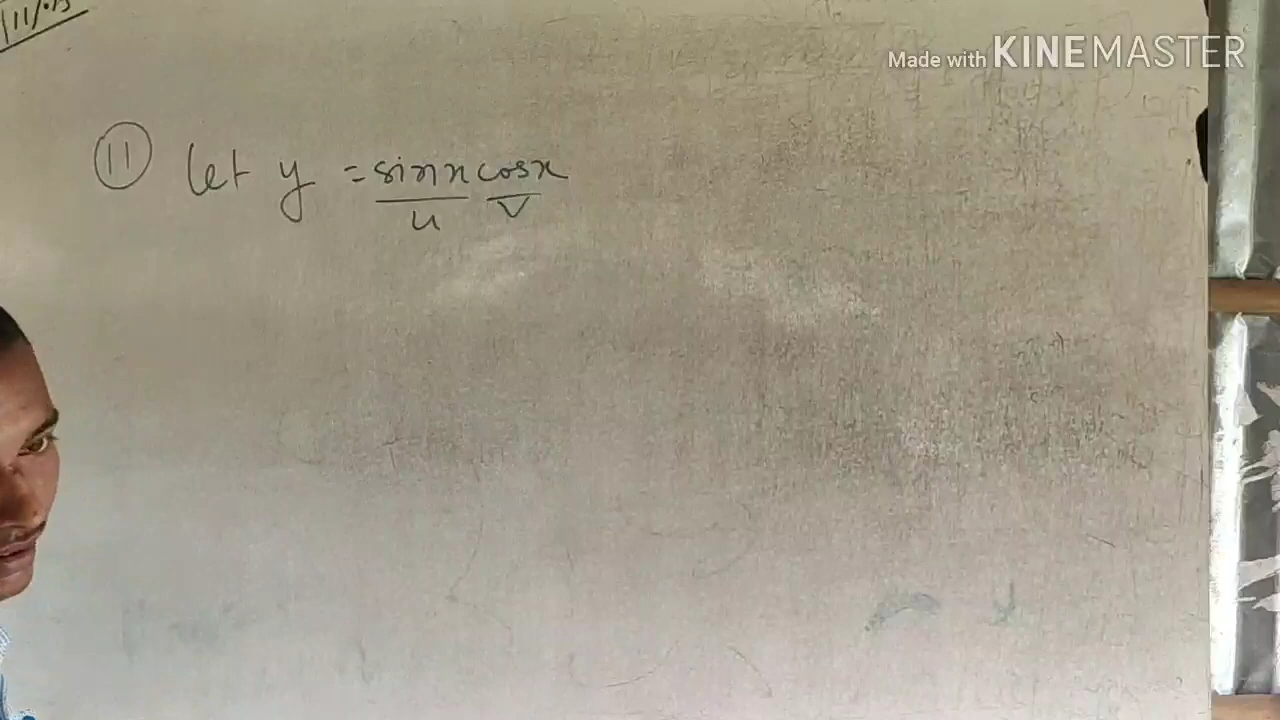 Made with KINEMASTER
11 let y = sinx cosx
u v